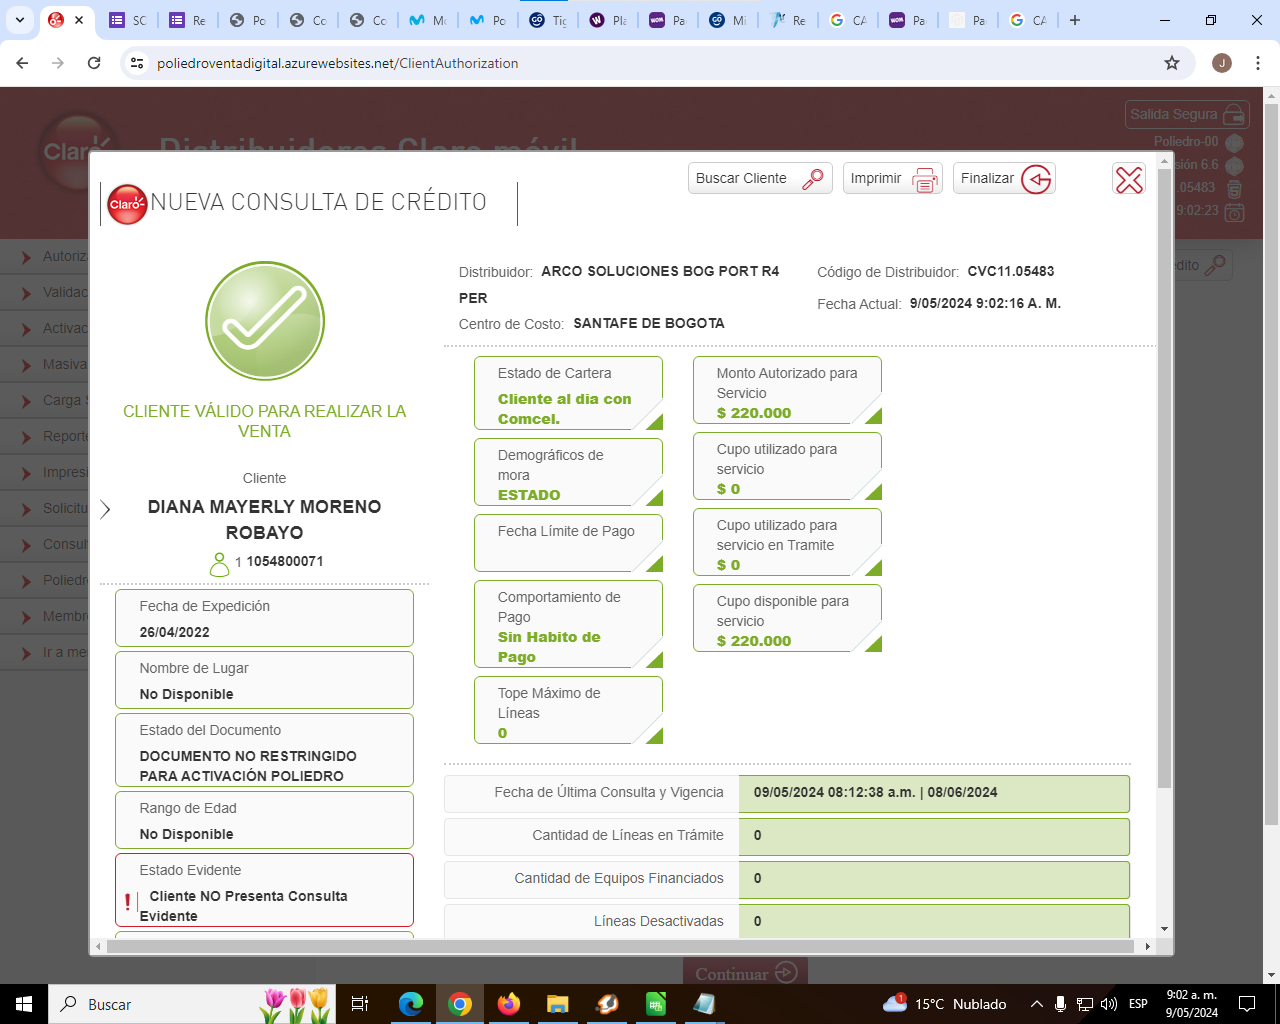 SC
Re
Po
Co
Co
Mo
Po
Tig
Pla
Pa
Mi
Re
CA
Pa
Pa
CA
poliedroventadigital.azurewebsites.net/ClientAuthorization
J
Claro
Distribuidores Claro móvil
Salida Segura
Poliedro-00
sión 6.6
.05483
9:02:23
Buscar Cliente
Imprimir
Finalizar
Claro
NUEVA CONSULTA DE CRÉDITO
Autoriz
Validac
Activac
Masiva
Carga S
Reporte
Impresi
Solicitu
Consul
Poliedr
Membr
Ir a me
dito
CLIENTE VÁLIDO PARA REALIZAR LA
VENTA
Cliente
DIANA MAYERLY MORENO
ROBAYO
1 1054800071
Fecha de Expedición
26/04/2022
Nombre de Lugar
No Disponible
Estado del Documento
DOCUMENTO NO RESTRINGIDO
PARA ACTIVACIÓN POLIEDRO
Rango de Edad
No Disponible
Estado Evidente
Cliente NO Presenta Consulta
Evidente
Distribuidor: ARCO SOLUCIONES BOG PORT R4
PER
Centro de Costo: SANTAFE DE BOGOTA
Código de Distribuidor: CVC11.05483
Fecha Actual: 9/05/2024 9:02:16 A. M.
Estado de Cartera
Cliente al dia con
Comcel.
Demográficos de
mora
ESTADO
Fecha Límite de Pago
Comportamiento de
Pago
Sin Habito de
Pago
Tope Máximo de
Líneas
0
Monto Autorizado para
Servicio
$ 220.000
Cupo utilizado para
servicio
$ 0
Cupo utilizado para
servicio en Tramite
$ 0
Cupo disponible para
servicio
$ 220.000
Fecha de Última Consulta y Vigencia 09/05/2024 08:12:38 a.m. | 08/06/2024
Cantidad de Líneas en Trámite 0
Cantidad de Equipos Financiados 0
Líneas Desactivadas 0
Continuar
Buscar
1
15°C Nublado
ESP
9:02 a. m.
9/05/2024